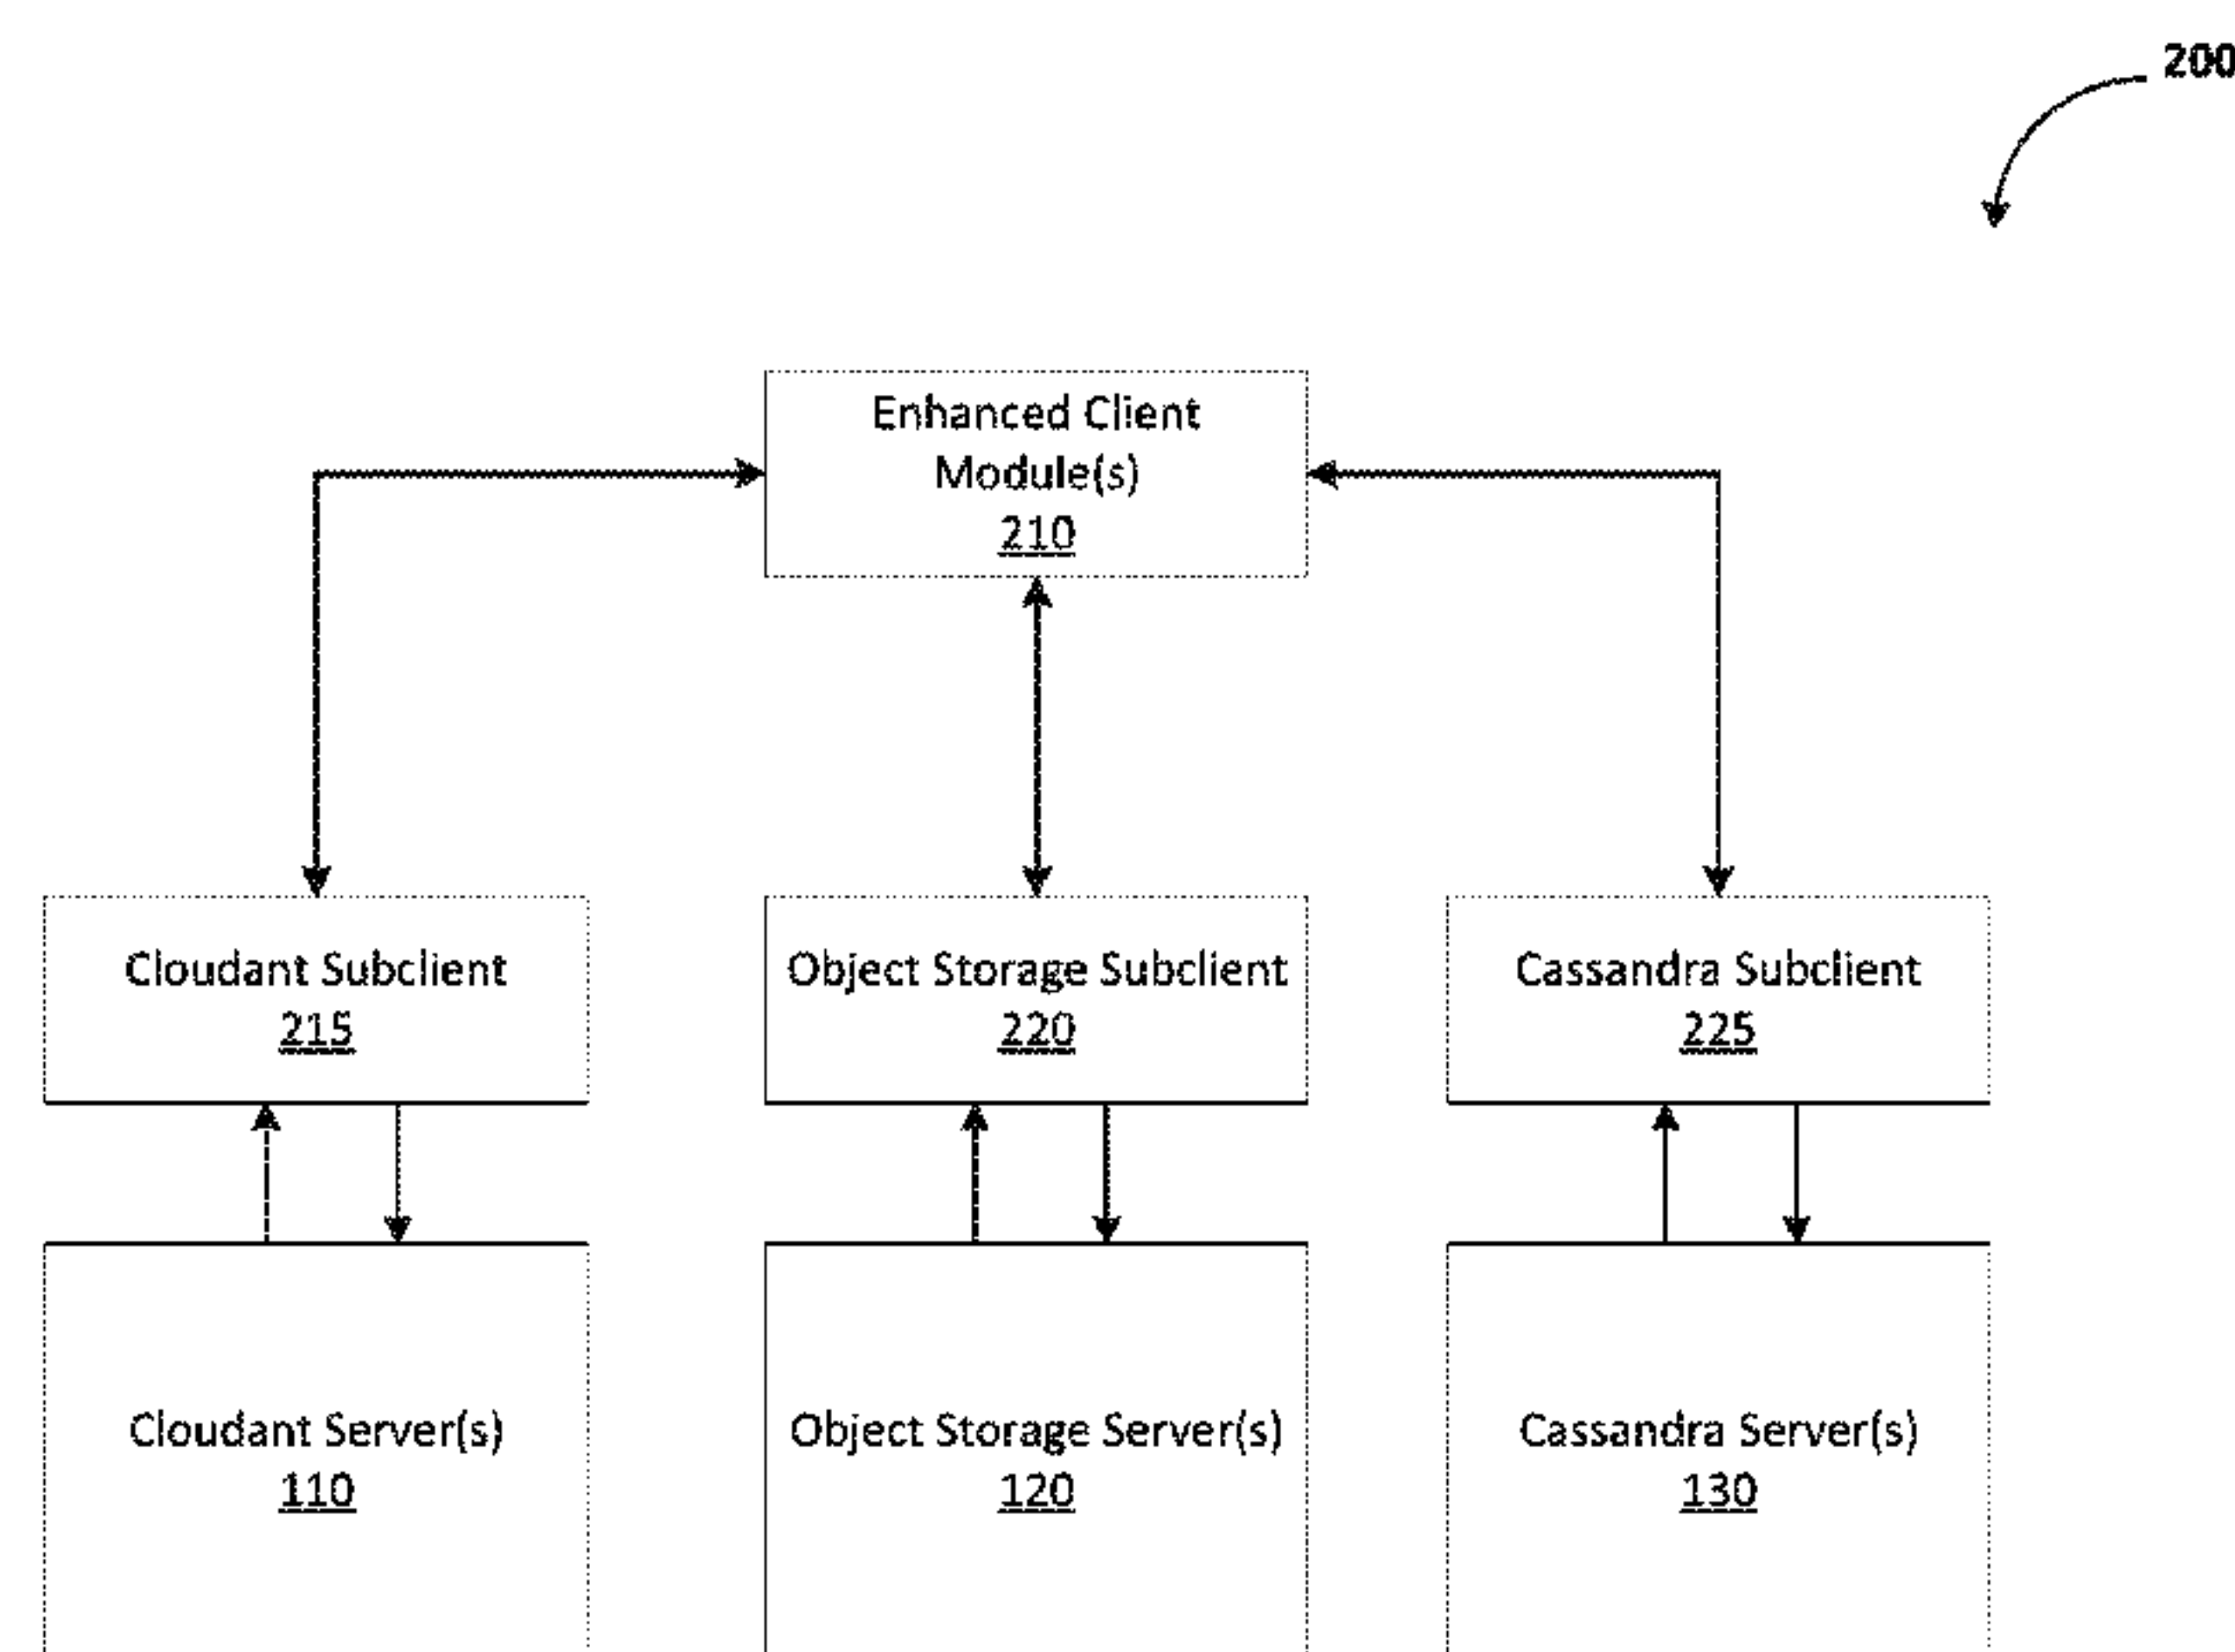 200
Enhanced Client
Module(s)
210
Cloudant Subclient
215
Object Storage Subclient
220
Cassandra Subclient
225
Cloudant Server(s)
110
Object Storage Server(s)
120
Cassandra Server(s)
130